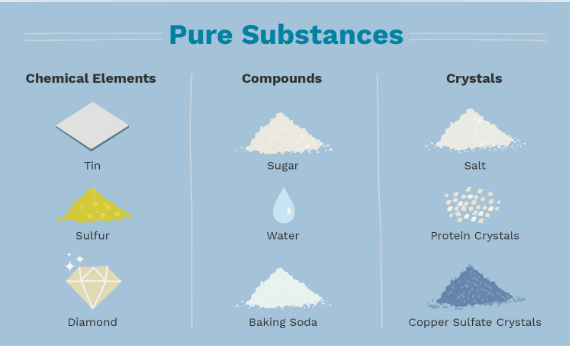 Pure Substances
Chemical Elements
Compounds
Crystals
Tin
Sugar
Salt
Sulfur
Water
Protein Crystals
Diamond
Baking Soda
Copper Sulfate Crystals